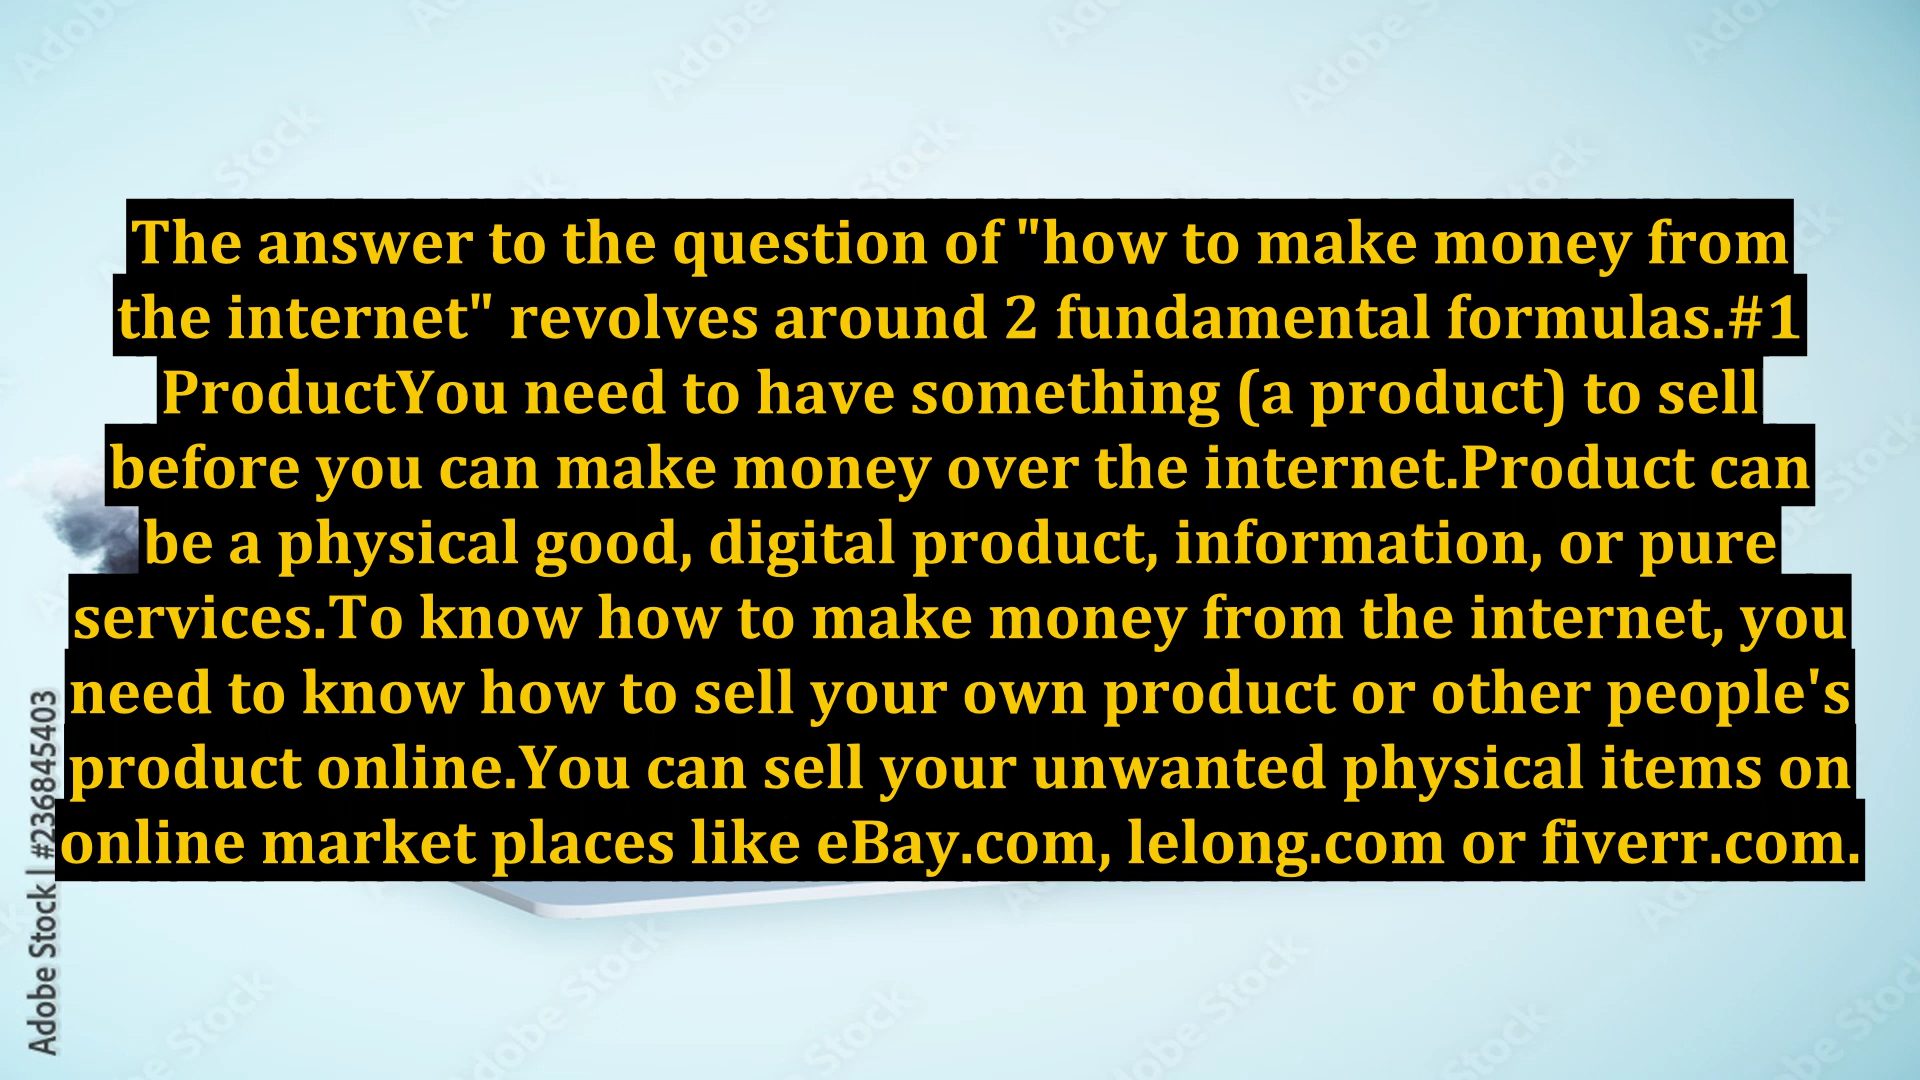 The answer to the question of "how to make money from
the internet" revolves around 2 fundamental formulas.#1
ProductYou need to have something (a product) to sell
before you can make money over the internet.Product can
be a physical good, digital product, information, or pure
services.To know how to make money from the internet, you
need to know how to sell your own product or other people's
product online.You can sell your unwanted physical items on
online market places like eBay.com, lelong.com or fiverr.com.
Adobe Stock | #236845403